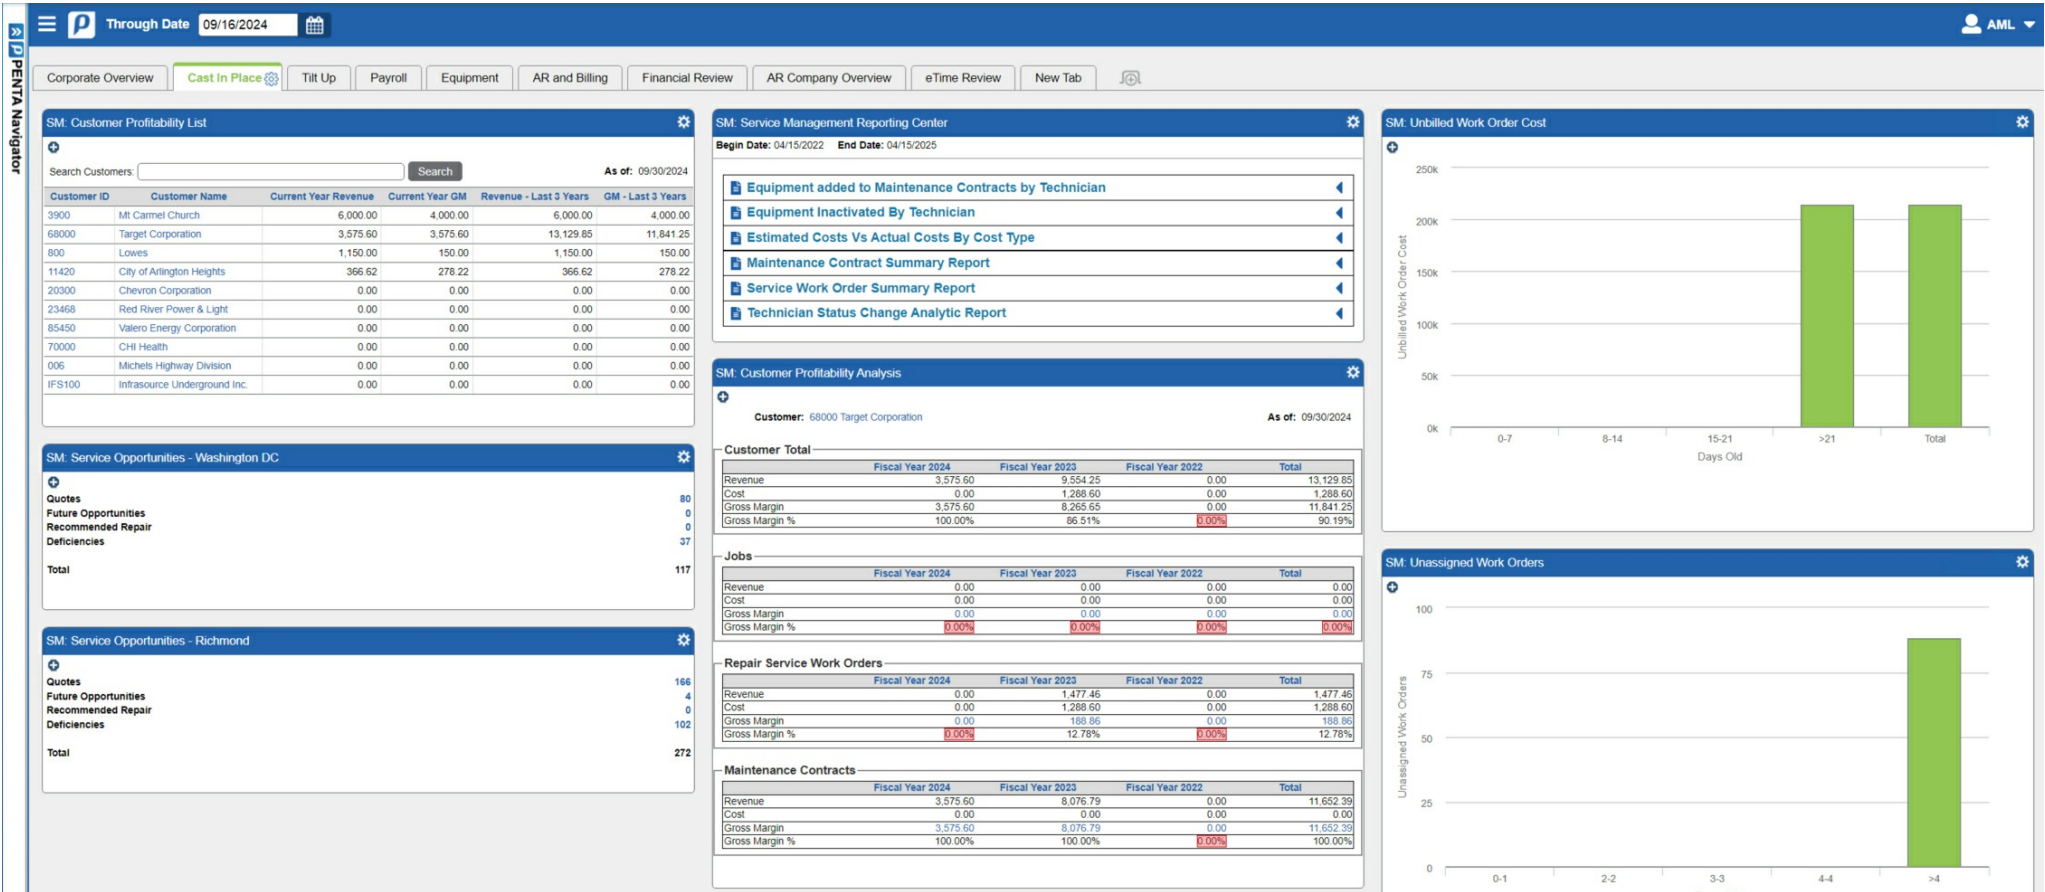 PENTA Navigator
Through Date 09/16/2024
AML
Corporate Overview Cast In Place Tilt Up Payroll Equipment AR and Billing Financial Review AR Company Overview eTime Review New Tab
SM: Customer Profitability List
Search Customers: Search As of: 09/30/2024
Customer ID Customer Name Current Year Revenue Current Year GM Revenue - Last 3 Years GM - Last 3 Years
3900 Mt Carmel Church 6,000.00 4,000.00 6,000.00 4,000.00
68000 Target Corporation 3,575.60 3,575.60 13,129.85 11,841.25
800 Lowes 1,150.00 150.00 1,150.00 150.00
11420 City of Arlington Heights 366.62 278.22 366.62 278.22
20300 Chevron Corporation 0.00 0.00 0.00 0.00
23468 Red River Power & Light 0.00 0.00 0.00 0.00
85450 Valero Energy Corporation 0.00 0.00 0.00 0.00
70000 CHI Health 0.00 0.00 0.00 0.00
006 Michels Highway Division 0.00 0.00 0.00 0.00
IFS100 Infrasource Underground Inc. 0.00 0.00 0.00 0.00
SM: Service Opportunities - Washington DC
Quotes 80
Future Opportunities 0
Recommended Repair 0
Deficiencies 37
Total 117
SM: Service Opportunities - Richmond
Quotes 166
Future Opportunities 4
Recommended Repair 0
Deficiencies 102
Total 272
SM: Service Management Reporting Center
Begin Date: 04/15/2022 End Date: 04/15/2025
Equipment added to Maintenance Contracts by Technician
Equipment Inactivated By Technician
Estimated Costs Vs Actual Costs By Cost Type
Maintenance Contract Summary Report
Service Work Order Summary Report
Technician Status Change Analytic Report
SM: Customer Profitability Analysis
Customer: 68000 Target Corporation As of: 09/30/2024
Customer Total
Fiscal Year 2024 Fiscal Year 2023 Fiscal Year 2022 Total
Revenue 3,575.60 9,554.25 0.00 13,129.85
Cost 0.00 1,288.60 0.00 1,288.60
Gross Margin 3,575.60 8,265.65 0.00 11,841.25
Gross Margin % 100.00% 86.51% 0.00% 90.19%
Jobs
Fiscal Year 2024 Fiscal Year 2023 Fiscal Year 2022 Total
Revenue 0.00 0.00 0.00 0.00
Cost 0.00 0.00 0.00 0.00
Gross Margin 0.00 0.00 0.00 0.00
Gross Margin % 0.00% 0.00% 0.00% 0.00%
Repair Service Work Orders
Fiscal Year 2024 Fiscal Year 2023 Fiscal Year 2022 Total
Revenue 0.00 1,477.46 0.00 1,477.46
Cost 0.00 1,288.60 0.00 1,288.60
Gross Margin 0.00 188.86 0.00 188.86
Gross Margin % 0.00% 12.78% 0.00% 12.78%
Maintenance Contracts
Fiscal Year 2024 Fiscal Year 2023 Fiscal Year 2022 Total
Revenue 3,575.60 8,076.79 0.00 11,652.39
Cost 0.00 0.00 0.00 0.00
Gross Margin 3,575.60 8,076.79 0.00 11,652.39
Gross Margin % 100.00% 100.00% 0.00% 100.00%
SM: Unbilled Work Order Cost
Unbilled Work Order Cost
250k
200k
150k
100k
50k
0k
0-7 8-14 15-21 >21 Total
Days Old
SM: Unassigned Work Orders
Unassigned Work Orders
100
75
50
25
0
0-1 2-2 3-3 4-4 >4